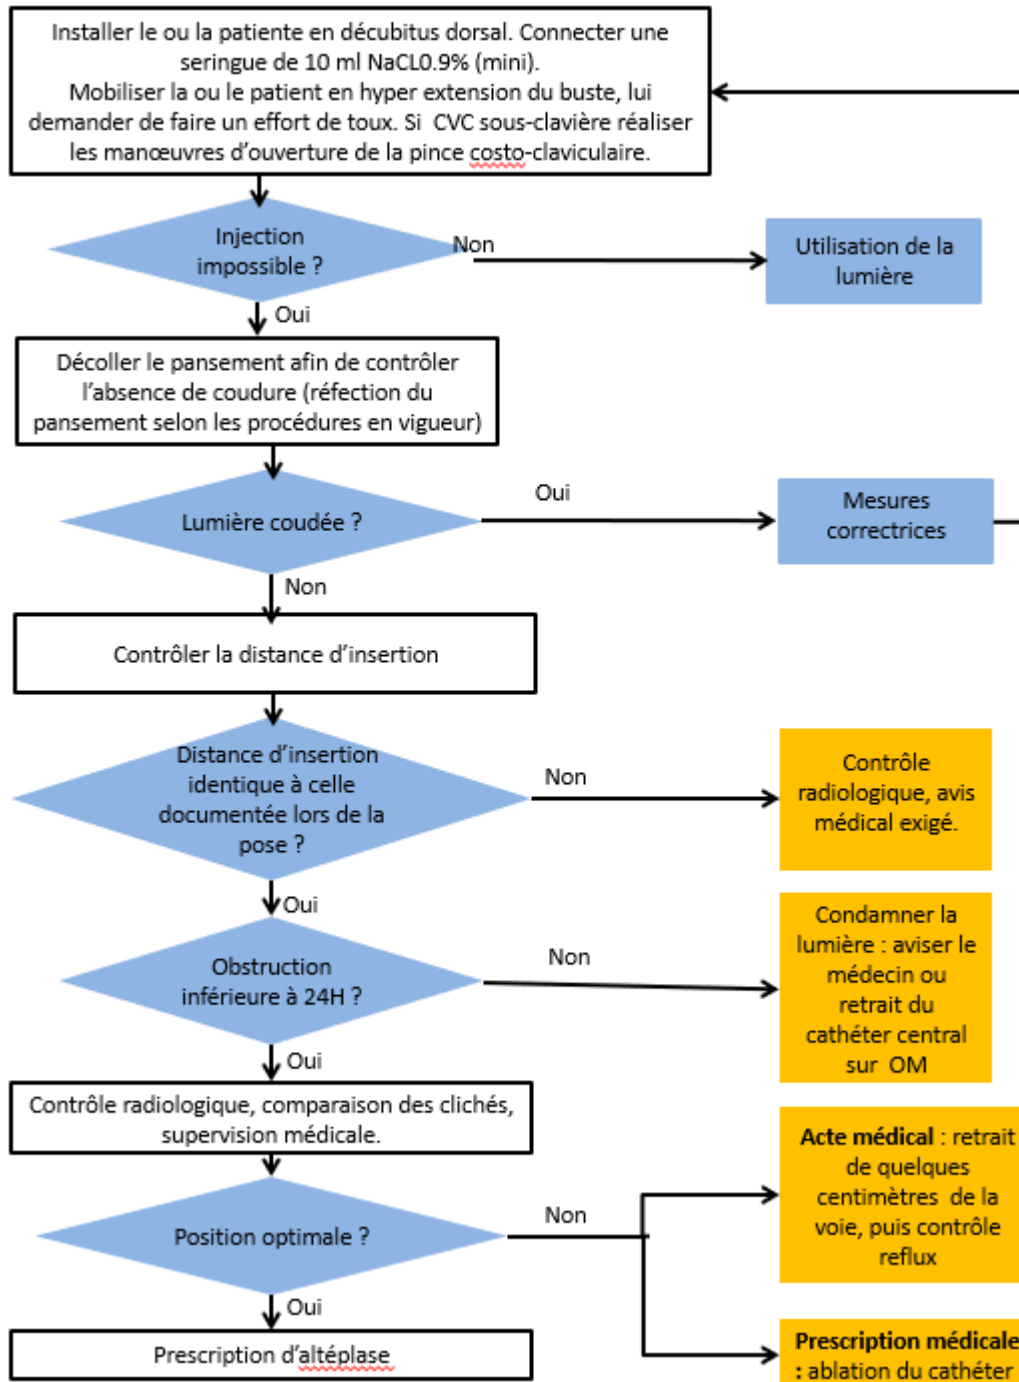 Installer le ou la patiente en décubitus dorsal. Connecter une
seringue de 10 ml NaCL0.9% (mini).
Mobiliser la ou le patient en hyper extension du buste, lui
demander de faire un effort de toux. Si  CVC sous-clavière réaliser
les manœuvres d'ouverture de la pince costo-claviculaire.
Injection
impossible ?
Non
Utilisation de la
lumière
Oui
Décoller le pansement afin de contrôler
l'absence de coudure (réfection du
pansement selon les procédures en vigueur)
Lumière coudée ?
Oui
Mesures
correctrices
Non
Contrôler la distance d'insertion
Distance d'insertion
identique à celle
documentée lors de la
pose ?
Non
Contrôle
radiologique, avis
médical exigé.
Oui
Obstruction
inférieure à 24H ?
Non
Condamner la
lumière : aviser le
médecin ou
retrait du
cathéter central
sur  OM
Oui
Contrôle radiologique, comparaison des clichés,
supervision médicale.
Position optimale ?
Non
Acte médical : retrait
de quelques
centimètres  de la
voie, puis contrôle
reflux
Oui
Prescription d'altéplase
Prescription médicale
: ablation du cathéter